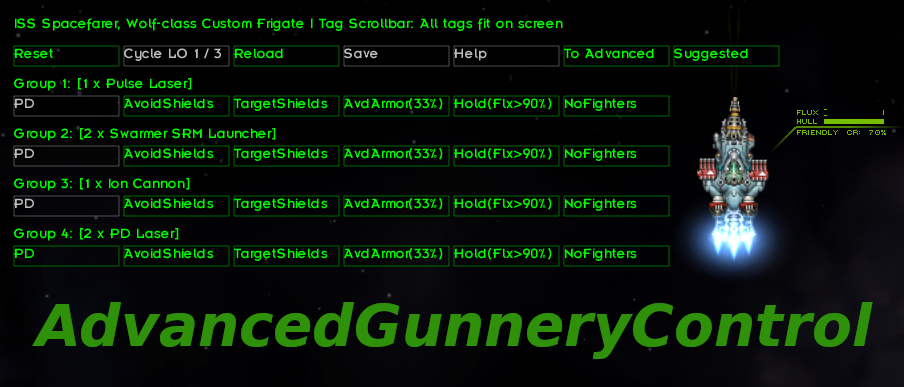 ISS Spacefarer, Wolf-class Custom Frigate | Tag Scrollbar: All tags fit on screen
Reset Cycle LO 1 / 3 Reload Save Help To Advanced Suggested
Group 1: [1 x Pulse Laser]
PD AvoidShields TargetShields AvdArmor(33%) Hold(Flx>90%) NoFighters
FLUX
HULL
FRIENDLY CR: 70%
Group 2: [2 x Swarmer SRM Launcher]
PD AvoidShields TargetShields AvdArmor(33%) Hold(Flx>90%) NoFighters
Group 3: [1 x Ion Cannon]
PD AvoidShields TargetShields AvdArmor(33%) Hold(Flx>90%) NoFighters
Group 4: [2 x PD Laser]
PD AvoidShields TargetShields AvdArmor(33%) Hold(Flx>90%) NoFighters
AdvancedGunneryControl